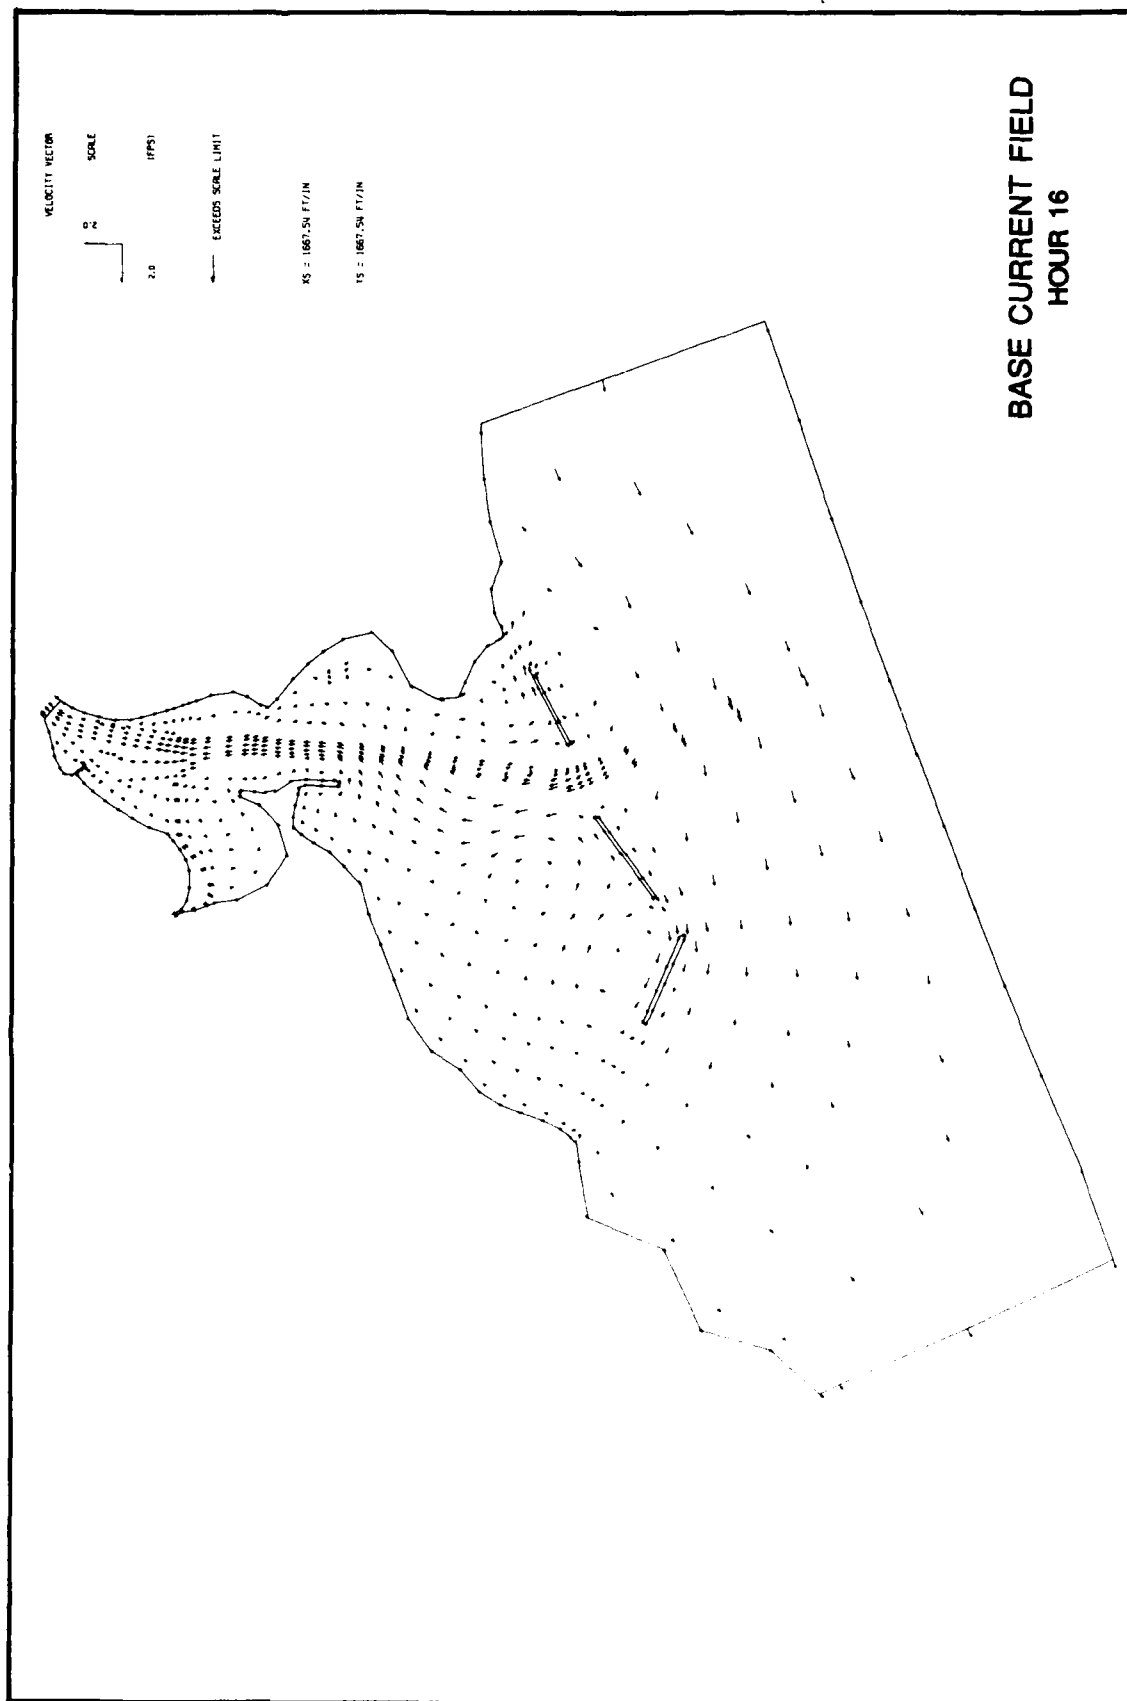 VELOCITY VECTOR
SCALE
2.0
2.0 (FPS)
EXCEEDS SCALE LIMIT
XS = 1667.54 FT/IN
YS = 1667.54 FT/IN
BASE CURRENT FIELD
HOUR 16